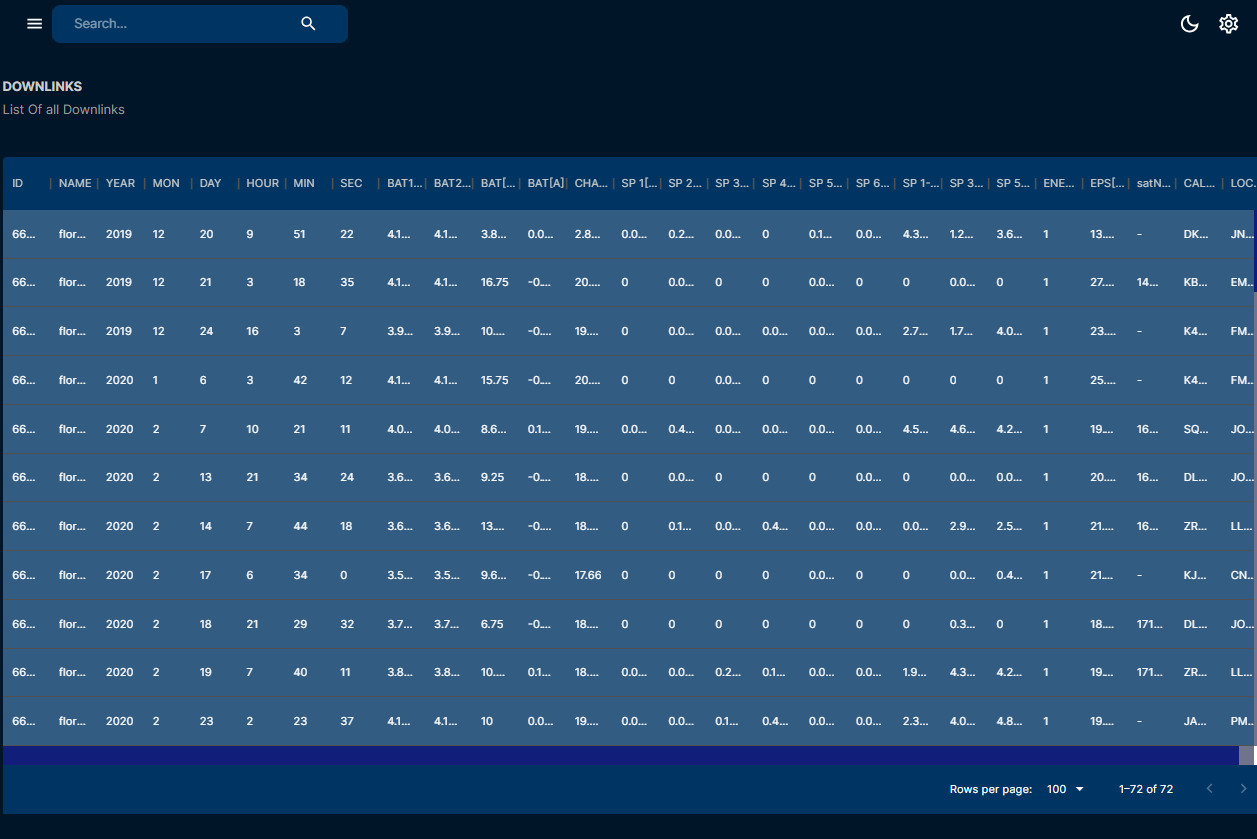 Search...
DOWNLINKS
List Of all Downlinks
ID NAME YEAR MON DAY HOUR MIN SEC BAT1... BAT2... BAT[... BAT[A] CHA... SP 1[... SP 2... SP 3... SP 4... SP 5... SP 6... SP 1-... SP 3... SP 5... ENE... EPS[... satN... CAL... LOC...
66... flor... 2019 12 20 9 51 22 4.1... 4.1... 3.8... 0.0... 2.8... 0.0... 0.2... 0.0... 0 0.1... 0.0... 4.3... 1.2... 3.6... 1 13.... - DK... JN...
66... flor... 2019 12 21 3 18 35 4.1... 4.1... 16.75 -0.... 20.... 0 0.0... 0 0 0.0... 0 0 0.0... 0 1 27.... 14... KB... EM...
66... flor... 2019 12 24 16 3 7 3.9... 3.9... 10.... -0.... 19.... 0 0.0... 0.0... 0.0... 0.0... 0.0... 2.7... 1.7... 4.0... 1 23.... - K4... FM...
66... flor... 2020 1 6 3 42 12 4.1... 4.1... 15.75 -0.... 20.... 0 0 0.0... 0 0 0 0 0 0 1 25.... - K4... FM...
66... flor... 2020 2 7 10 21 11 4.0... 4.0... 8.6... 0.1... 19.... 0.0... 0.4... 0.0... 0.0... 0.0... 0.0... 4.5... 4.6... 4.2... 1 19.... 16... SQ... JO...
66... flor... 2020 2 13 21 34 24 3.6... 3.6... 9.25 -0.... 18.... 0 0.0... 0 0 0 0.0... 0 0.0... 0.0... 1 20.... 16... DL... JO...
66... flor... 2020 2 14 7 44 18 3.6... 3.6... 13.... -0.... 18.... 0 0.1... 0.0... 0.4... 0.0... 0.0... 0.0... 2.9... 2.5... 1 21.... 16... ZR... LL...
66... flor... 2020 2 17 6 34 0 3.5... 3.5... 9.6... -0.... 17.66 0 0 0 0 0.0... 0 0 0.0... 0.4... 1 21.... - KJ... CN...
66... flor... 2020 2 18 21 29 32 3.7... 3.7... 6.75 -0.... 18.... 0 0 0 0 0 0 0 0.3... 0 1 18.... 171... DL... JO...
66... flor... 2020 2 19 7 40 11 3.8... 3.8... 10.... 0.1... 18.... 0.0... 0.0... 0.2... 0.1... 0.0... 0.0... 1.9... 4.3... 4.2... 1 19.... 171... ZR... LL...
66... flor... 2020 2 23 2 23 37 4.1... 4.1... 10 0.0... 19.... 0.0... 0.0... 0.1... 0.4... 0.0... 0.0... 2.3... 4.0... 4.8... 1 19.... - JA... PM...
Rows per page: 100 1–72 of 72